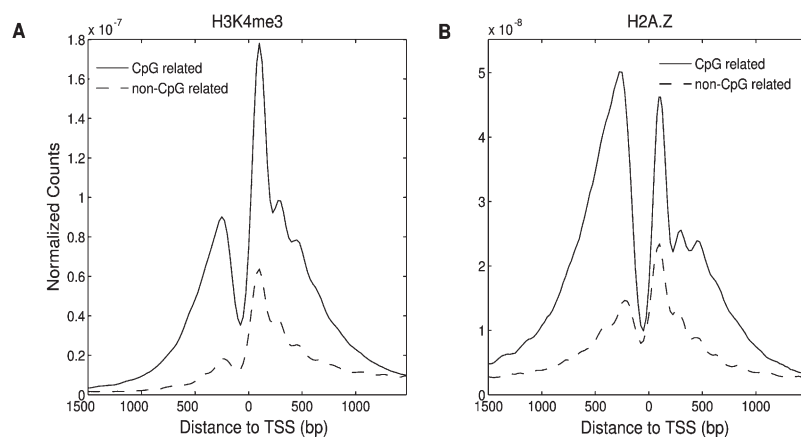 A
H3K4me3
x 10⁻⁷
1.8
1.6
1.4
1.2
1
0.8
0.6
0.4
0.2
0
Normalized Counts
CpG related
non-CpG related
1500 1000 500 0 500 1000
Distance to TSS (bp)
B
H2A.Z
x 10⁻⁸
5
4
3
2
1
0
CpG related
non-CpG related
1500 1000 500 0 500 1000
Distance to TSS (bp)